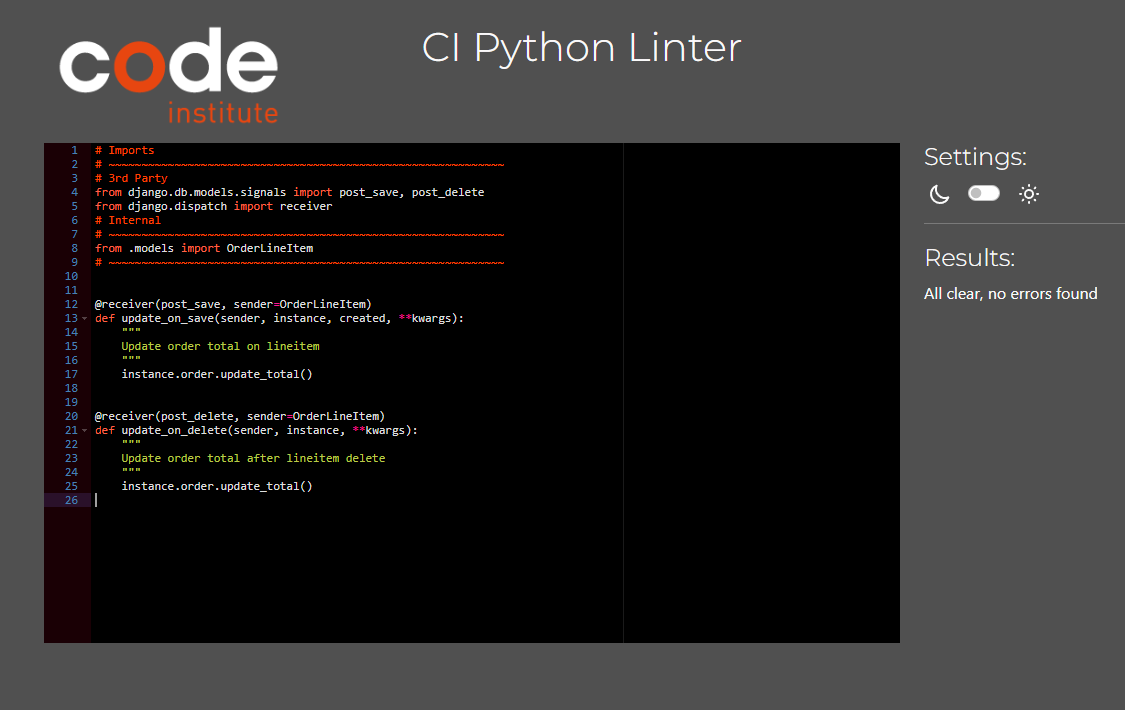 code
institute
CI Python Linter
1 # Imports
2 # ~~~~~~~~~~~~~~~~~~~~~~~~~~~~~~~~~~~~~~~~~~~~~~~~~~~~~~~~~~~~
3 # 3rd Party
4 from django.db.models.signals import post_save, post_delete
5 from django.dispatch import receiver
6 # Internal
7 # ~~~~~~~~~~~~~~~~~~~~~~~~~~~~~~~~~~~~~~~~~~~~~~~~~~~~~~~~~~~~
8 from .models import OrderLineItem
9 # ~~~~~~~~~~~~~~~~~~~~~~~~~~~~~~~~~~~~~~~~~~~~~~~~~~~~~~~~~~~~
10
11
12 @receiver(post_save, sender=OrderLineItem)
13 def update_on_save(sender, instance, created, **kwargs):
14     """
15     Update order total on lineitem
16     """
17     instance.order.update_total()
18
19
20 @receiver(post_delete, sender=OrderLineItem)
21 def update_on_delete(sender, instance, **kwargs):
22     """
23     Update order total after lineitem delete
24     """
25     instance.order.update_total()
26
Settings:
Results:
All clear, no errors found